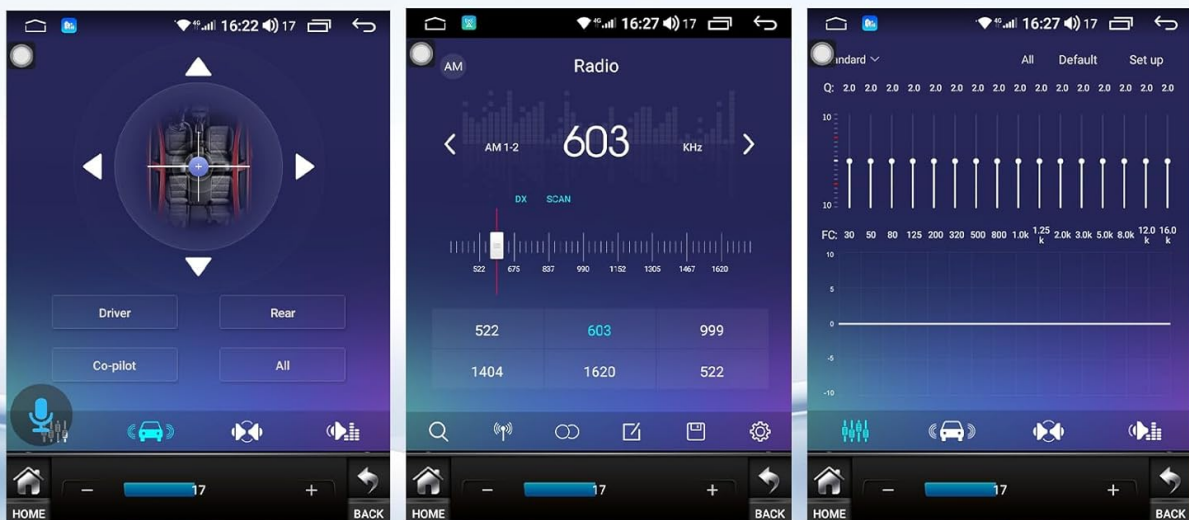 4G 16:22 17
Driver Rear
Co-pilot All
17
HOME BACK
4G 16:27 17
AM Radio
AM 1-2 603 KHz
DX SCAN
522 675 837 990 1152 1305 1467 1620
522 603 999
1404 1620 522
17
HOME BACK
4G 16:27 17
ndard All Default Set up
Q: 2.0 2.0 2.0 2.0 2.0 2.0 2.0 2.0 2.0 2.0 2.0 2.0 2.0 2.0 2.0 2.0
10
10
FC: 30 50 80 125 200 320 500 800 1.0k 1.25k 2.0k 3.0k 5.0k 8.0k 12.0k 16.0k
10
5
0
-5
-10
17
HOME BACK